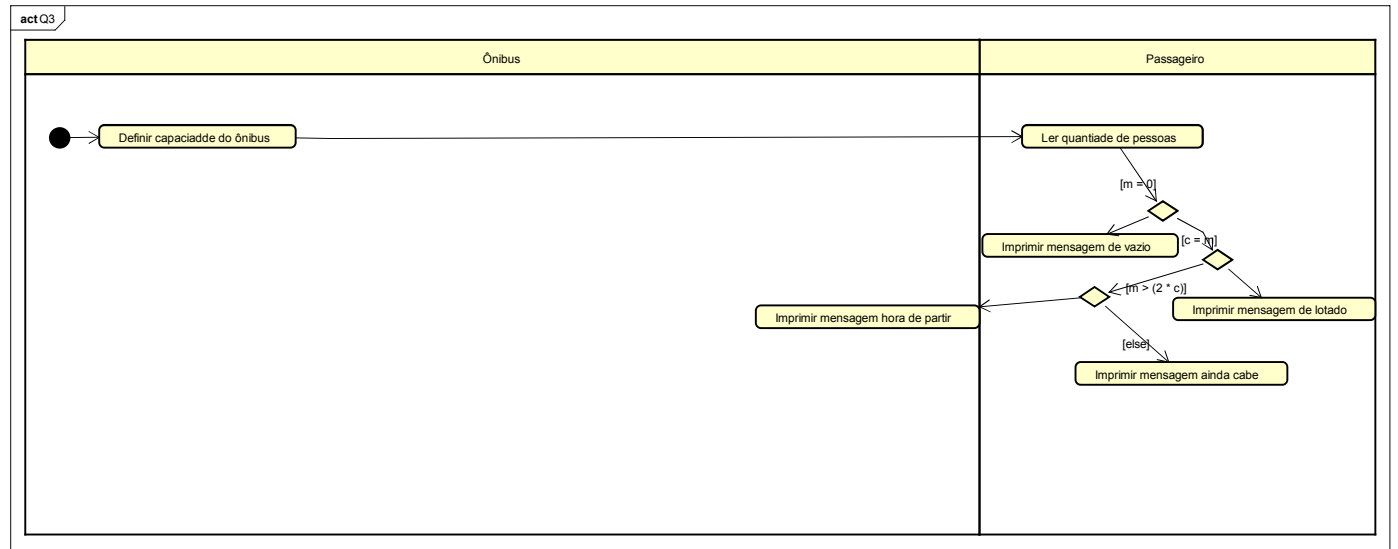 act Q3
Ônibus
Passageiro
Definir capaciadde do ônibus
Ler quantiade de pessoas
[m = 0]
Imprimir mensagem de vazio
[c = m]
[m > (2 * c)]
Imprimir mensagem de lotado
Imprimir mensagem hora de partir
[else]
Imprimir mensagem ainda cabe